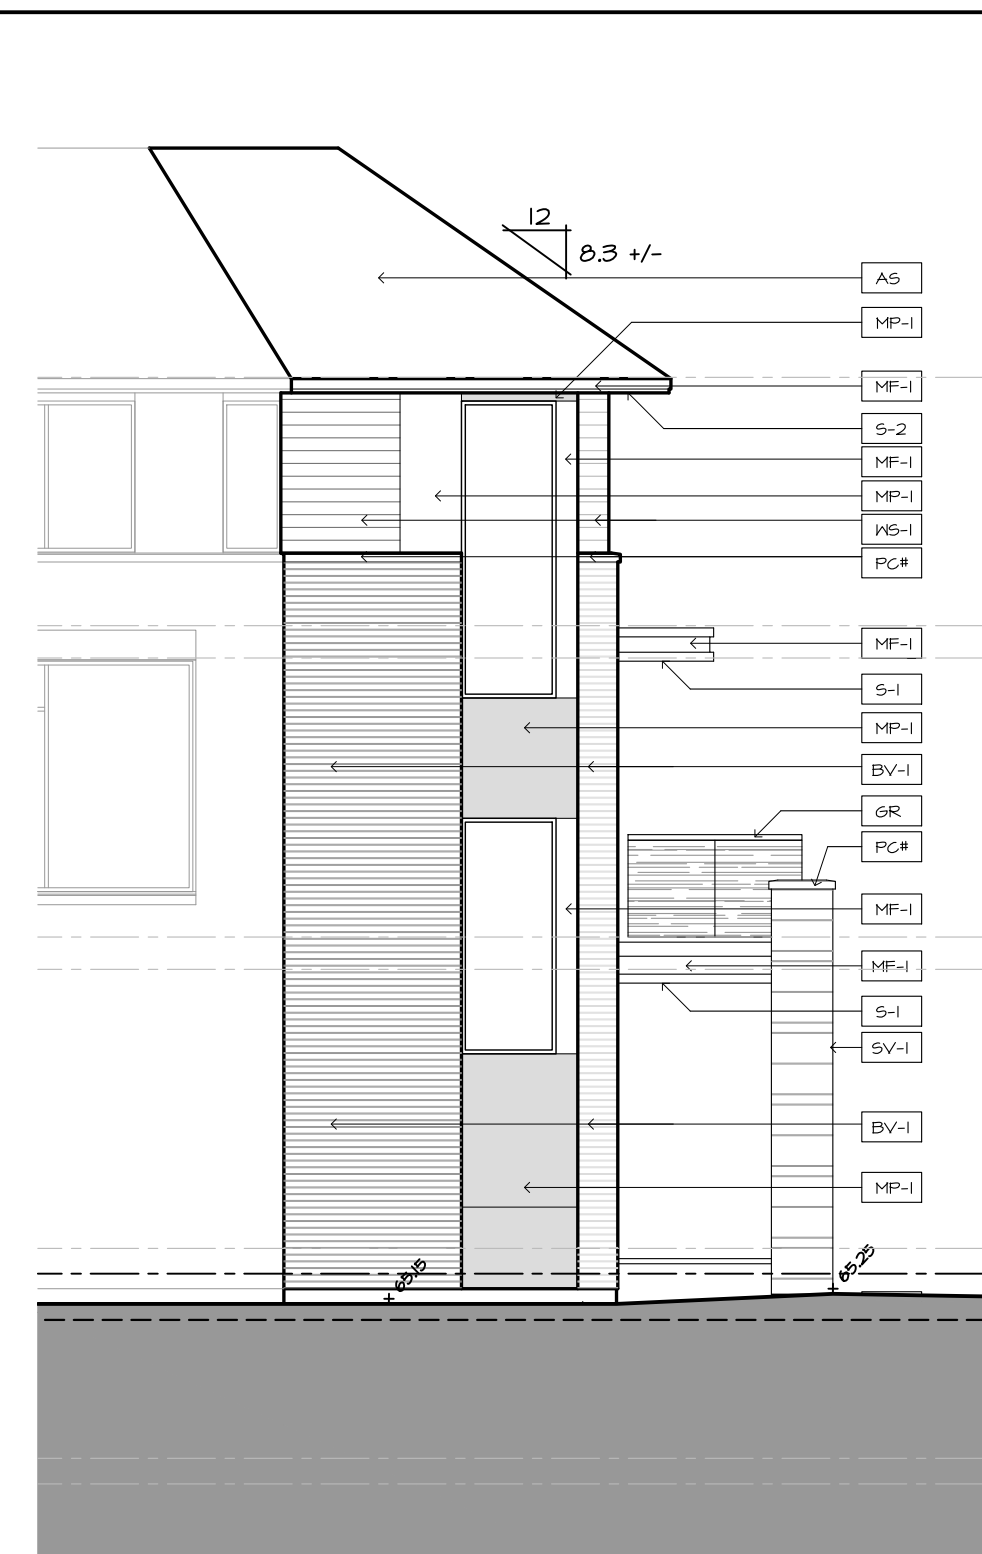 12
8.3 +/-
AS
MP-1
MF-1
S-2
MF-1
MP-1
WS-1
PC#
MF-1
S-1
MP-1
BV-1
GR
PC#
MF-1
MF-1
S-1
SV-1
BV-1
MP-1
65.15
65.25